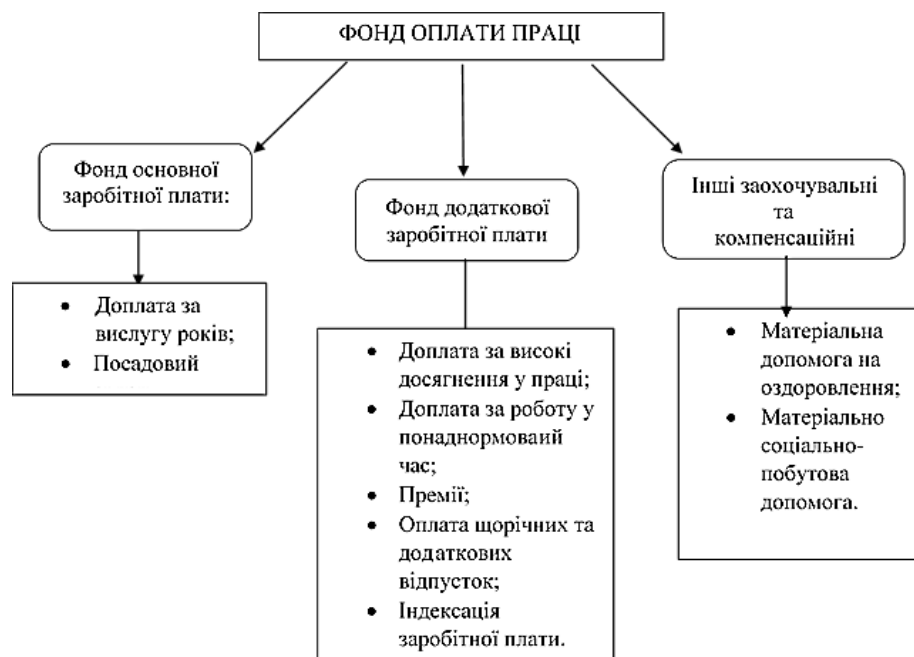 ФОНД ОПЛАТИ ПРАЦІ
Фонд основної
заробітної плати:
Доплата за
вислугу років;
Посадовий
Фонд додаткової
заробітної плати
Доплата за високі
досягнення у праці;
Доплата за роботу у
понаднормоваий
час;
Премії;
Оплата щорічних та
додаткових
відпусток;
Індексація
заробітної плати.
Інші заохочувальні
та
компенсаційні
Матеріальна
допомога на
оздоровлення;
Матеріально
соціально-
побутова
допомога.